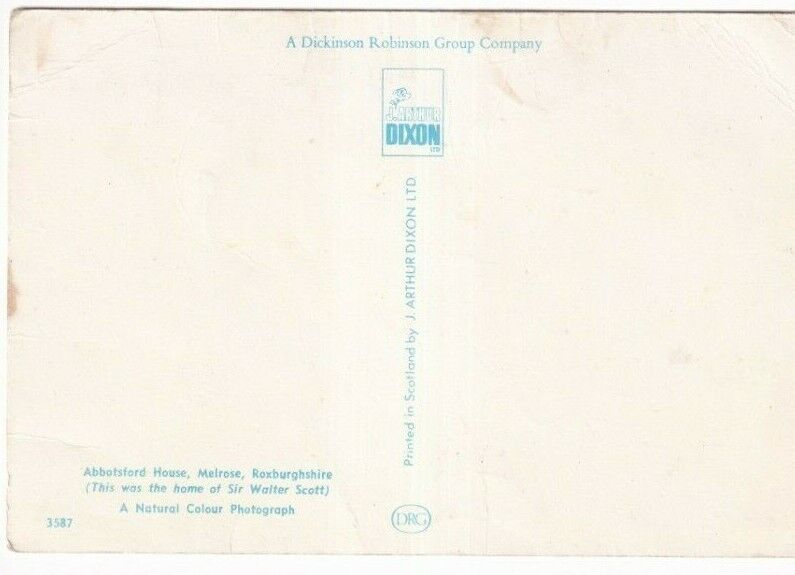 A Dickinson Robinson Group Company
J. ARTHUR
DIXON
LTD
Printed in Scotland by J. ARTHUR DIXON LTD.
Abbotsford House, Melrose, Roxburghshire
(This was the home of Sir Walter Scott)
A Natural Colour Photograph
3587
DRG